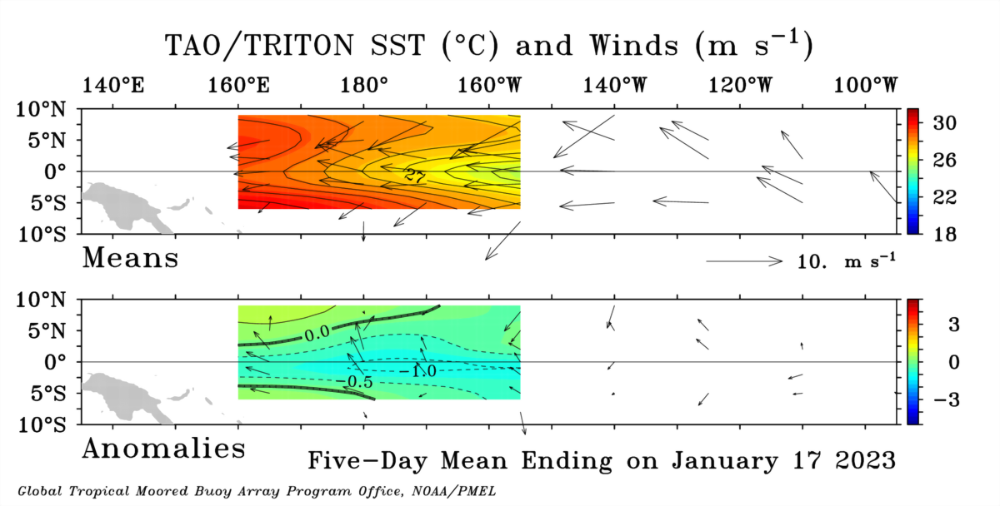 TAO/TRITON SST (°C) and Winds (m s⁻¹)
140°E 160°E 180° 160°W 140°W 120°W 100°W
10°N
5°N
0°
5°S
10°S
27
30
26
22
18
Means
10. m s⁻¹
10°N
5°N
0°
5°S
10°S
0.0
−1.0
−0.5
3
0
−3
Anomalies
Five−Day Mean Ending on January 17 2023
Global Tropical Moored Buoy Array Program Office, NOAA/PMEL